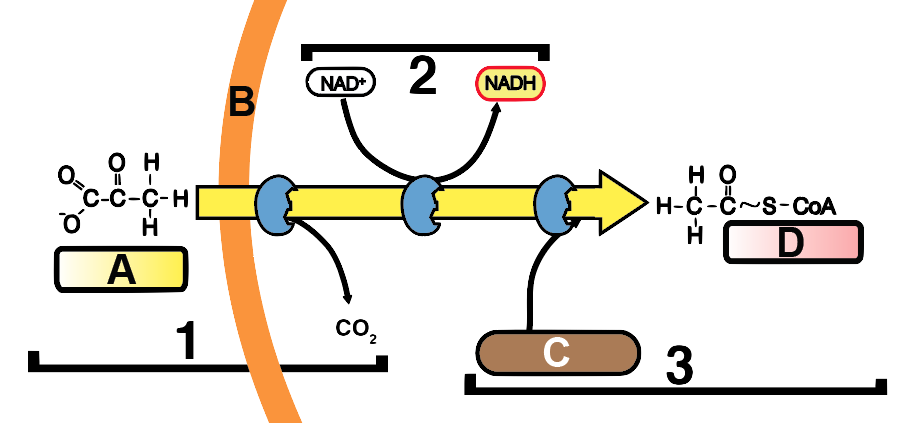 2
NAD+
NADH
B
O O H
C-C-C-H
-O H
A
H O
H-C-C~S-CoA
H
D
CO2
1
C
3